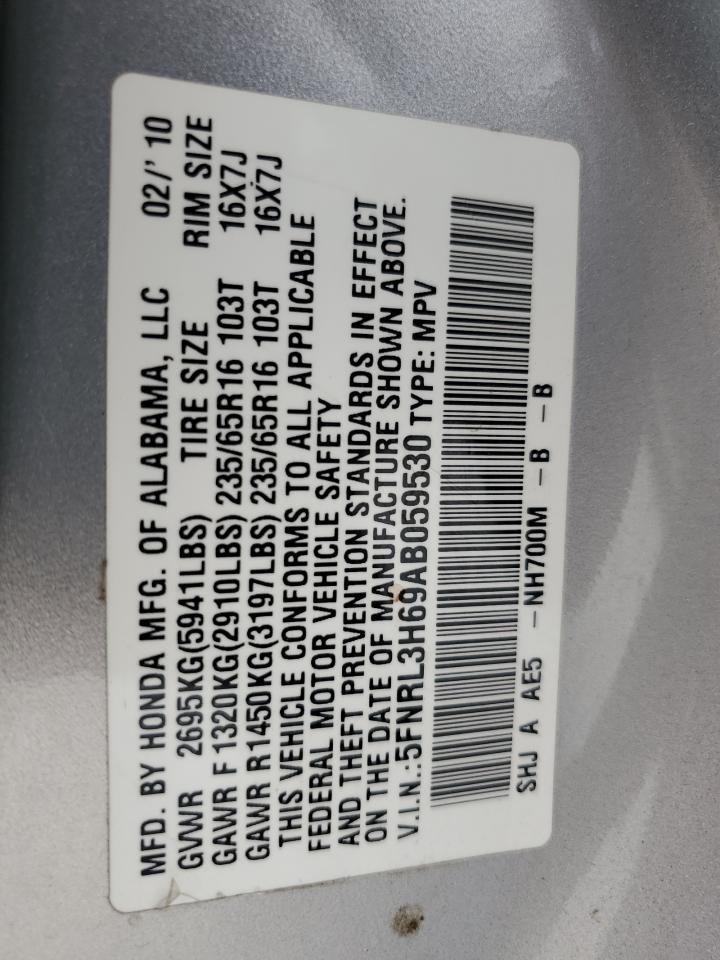 MFD. BY HONDA MFG. OF ALABAMA, LLC 02/' 10
GVWR 2695KG(5941LBS) TIRE SIZE RIM SIZE
GAWR F 1320KG(2910LBS) 235/65R16 103T 16X7J
GAWR R 1450KG(3197LBS) 235/65R16 103T 16X7J
THIS VEHICLE CONFORMS TO ALL APPLICABLE
FEDERAL MOTOR VEHICLE SAFETY
AND THEFT PREVENTION STANDARDS IN EFFECT
ON THE DATE OF MANUFACTURE SHOWN ABOVE.
V.I.N.:5FNRL3H69AB059530 TYPE: MPV
SHJ A AE5 -NH700M -B -B